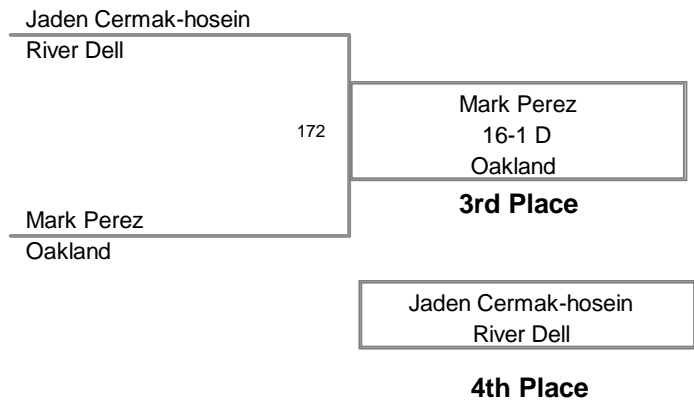 Jaden Cermak-hosein
River Dell
172
Mark Perez
16-1 D
Oakland
3rd Place
Mark Perez
Oakland
Jaden Cermak-hosein
River Dell
4th Place